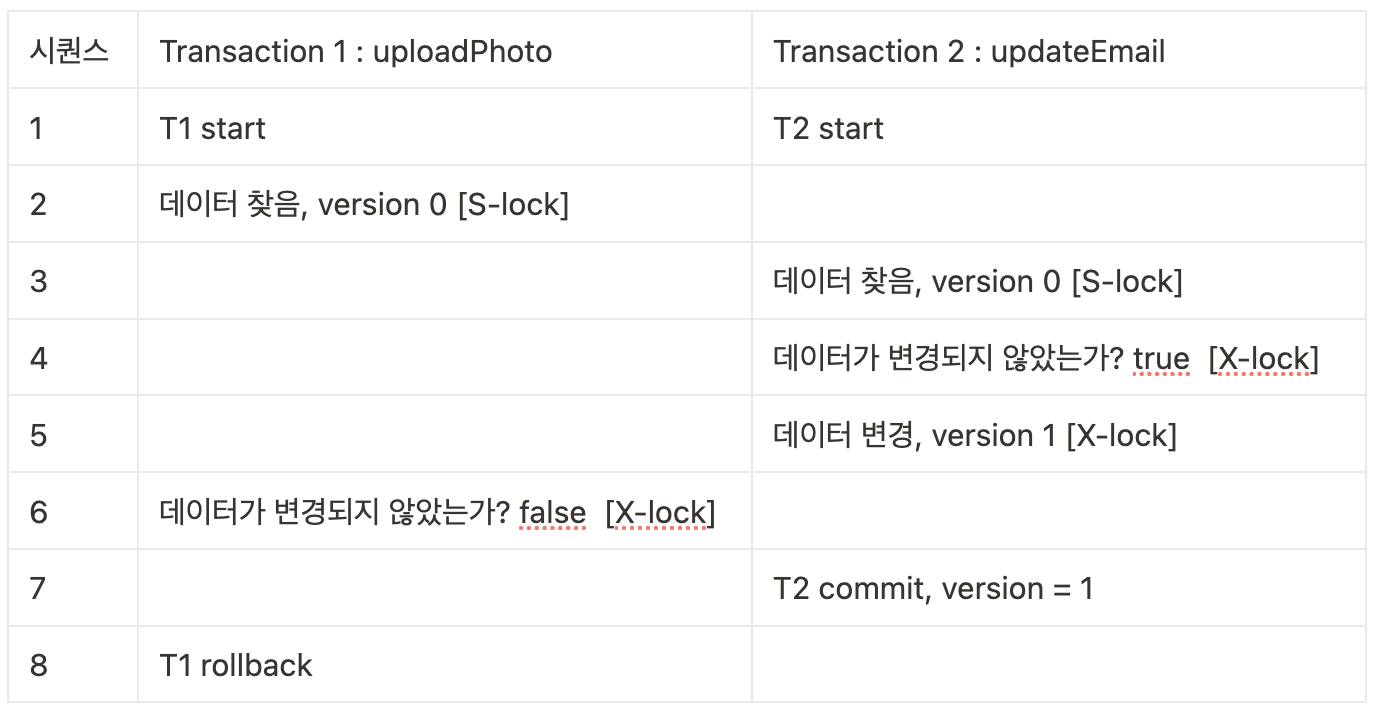 시퀀스 Transaction 1 : uploadPhoto Transaction 2 : updateEmail
1 T1 start T2 start
2 데이터 찾음, version 0 [S-lock]
3 데이터 찾음, version 0 [S-lock]
4 데이터가 변경되지 않았는가? true [X-lock]
5 데이터 변경, version 1 [X-lock]
6 데이터가 변경되지 않았는가? false [X-lock]
7 T2 commit, version = 1
8 T1 rollback